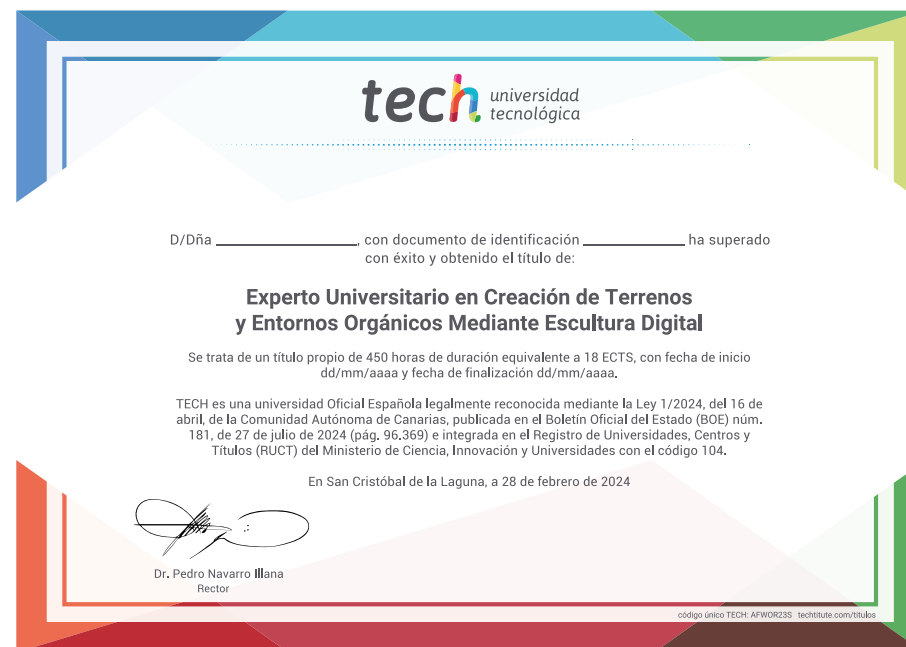 tech universidad
tecnológica
D/Dña ____________________, con documento de identificación ______________ ha superado
con éxito y obtenido el título de:
Experto Universitario en Creación de Terrenos
y Entornos Orgánicos Mediante Escultura Digital
Se trata de un título propio de 450 horas de duración equivalente a 18 ECTS, con fecha de inicio
dd/mm/aaaa y fecha de finalización dd/mm/aaaa.
TECH es una universidad Oficial Española legalmente reconocida mediante la Ley 1/2024, del 16 de
abril, de la Comunidad Autónoma de Canarias, publicada en el Boletín Oficial del Estado (BOE) núm.
181, de 27 de julio de 2024 (pág. 96.369) e integrada en el Registro de Universidades, Centros y
Títulos (RUCT) del Ministerio de Ciencia, Innovación y Universidades con el código 104.
En San Cristóbal de la Laguna, a 28 de febrero de 2024
Dr. Pedro Navarro Illana
Rector
código único TECH: AFWOR23S techtitute.com/titulos